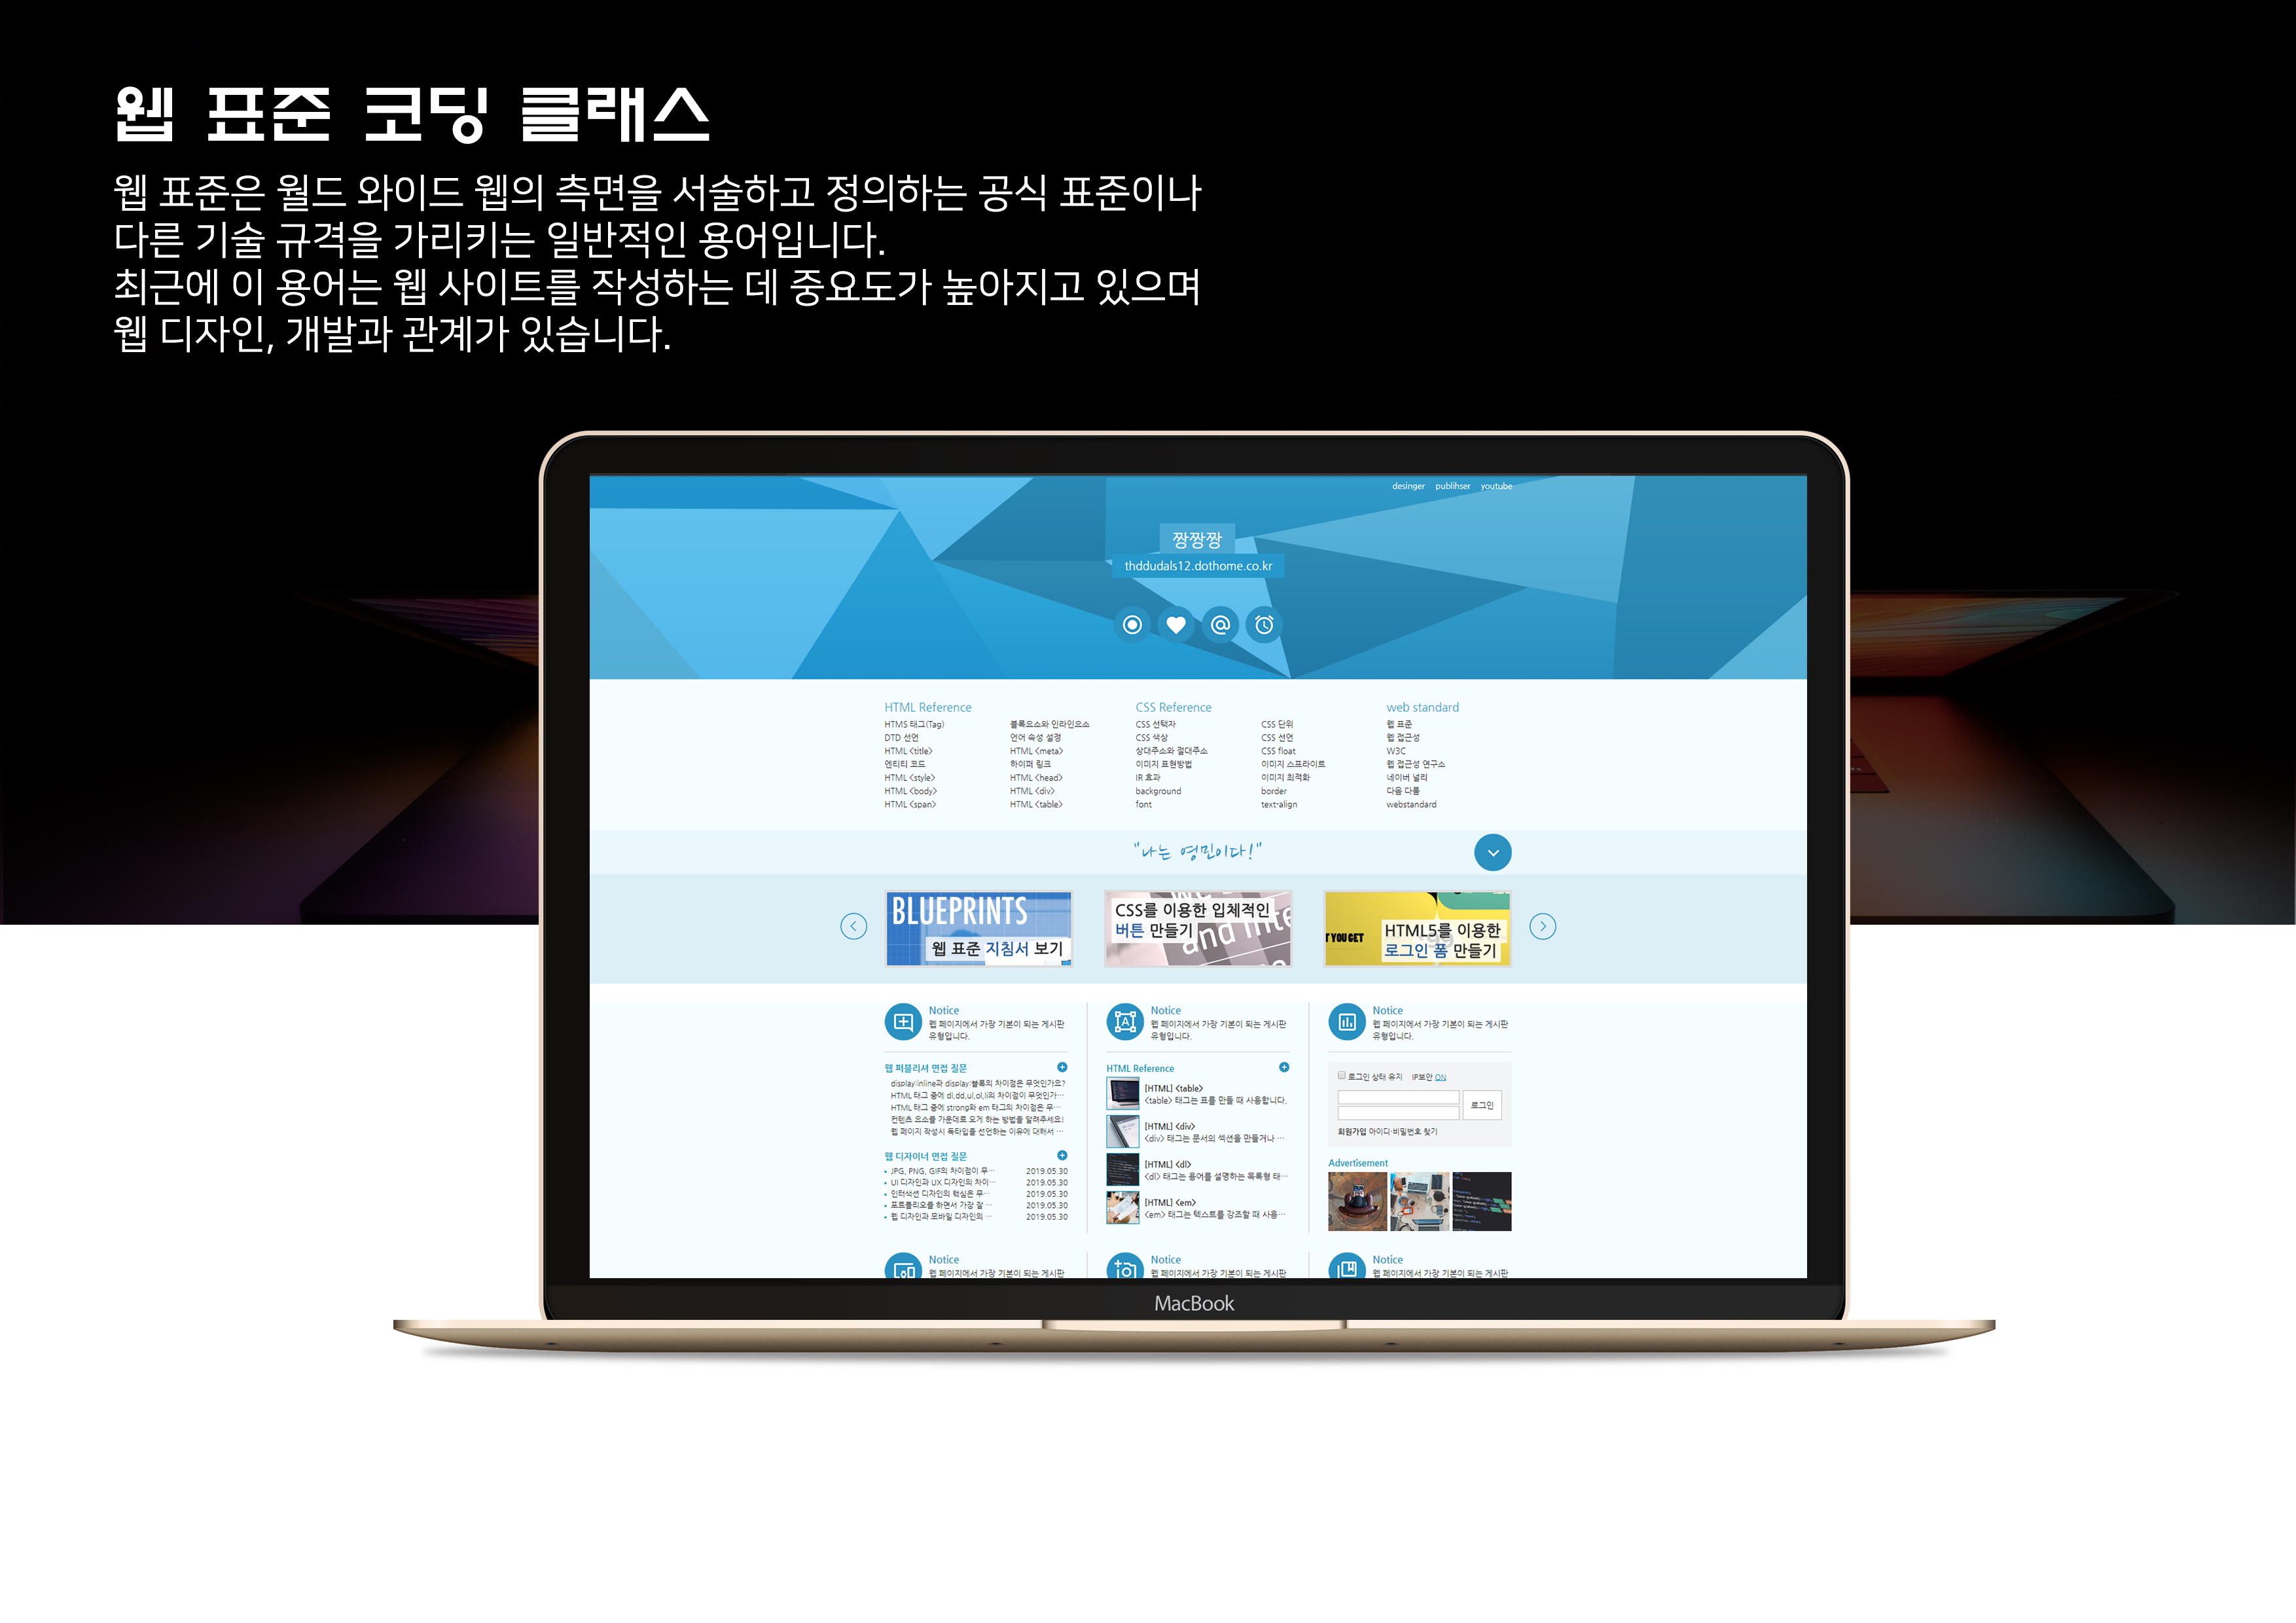 웹 표준 코딩 클래스
웹 표준은 월드 와이드 웹의 측면을 서술하고 정의하는 공식 표준이나
다른 기술 규격을 가리키는 일반적인 용어입니다.
최근에 이 용어는 웹 사이트를 작성하는 데 중요도가 높아지고 있으며
웹 디자인, 개발과 관계가 있습니다.
desinger publihser youtube
짱짱짱
thddudals12.dothome.co.kr
HTML Reference
HTMS 태그(Tag)
DTD 선언
HTML <title>
엔티티 코드
HTML <style>
HTML <body>
HTML <span>
블록요소와 인라인요소
언어 속성 설정
HTML <meta>
하이퍼 링크
HTML <head>
HTML <div>
HTML <table>
CSS Reference
CSS 선택자
CSS 색상
상대주소와 절대주소
이미지 표현방법
IR 효과
background
font
CSS 단위
CSS 선언
CSS float
이미지 스프라이트
이미지 최적화
border
text-align
web standard
웹 표준
웹 접근성
W3C
웹 접근성 연구소
네이버 널리
다음 다룸
webstandard
"나는 영민이다!"
BLUEPRINTS
웹 표준 지침서 보기
CSS를 이용한 입체적인
버튼 만들기
and inte
T YOU GET
HTML5를 이용한
로그인 폼 만들기
Notice
웹 페이지에서 가장 기본이 되는 게시판
유형입니다.
웹 퍼블리셔 면접 질문
display:inline과 display:블록의 차이점은 무엇인가요?
HTML 태그 중에 dl,dd,ul,ol,li의 차이점이 무엇인가…
HTML 태그 중에 strong와 em 태그의 차이점은 무…
컨텐츠 요소를 가운데로 오게 하는 방법을 알려주세요!
웹 페이지 작성시 독타입을 선언하는 이유에 대해서 …
웹 디자이너 면접 질문
JPG, PNG, GIF의 차이점이 무… 2019.05.30
UI 디자인과 UX 디자인의 차이… 2019.05.30
인터색션 디자인의 핵심은 무… 2019.05.30
포트폴리오를 하면서 가장 잘 … 2019.05.30
웹 디자인과 모바일 디자인의 … 2019.05.30
Notice
웹 페이지에서 가장 기본이 되는 게시판
유형입니다.
HTML Reference
[HTML] <table>
<table> 태그는 표를 만들 때 사용합니다.
[HTML] <div>
<div> 태그는 문서의 섹션을 만들거나 …
[HTML] <dl>
<dl> 태그는 용어를 설명하는 목록형 태…
[HTML] <em>
<em> 태그는 텍스트를 강조할 때 사용…
Notice
웹 페이지에서 가장 기본이 되는 게시판
유형입니다.
로그인 상태 유지 IP보안 ON
로그인
회원가입 아이디·비밀번호 찾기
Advertisement
Notice
웹 페이지에서 가장 기본이 되는 게시판
Notice
웹 페이지에서 가장 기본이 되는 게시판
Notice
웹 페이지에서 가장 기본이 되는 게시판
MacBook